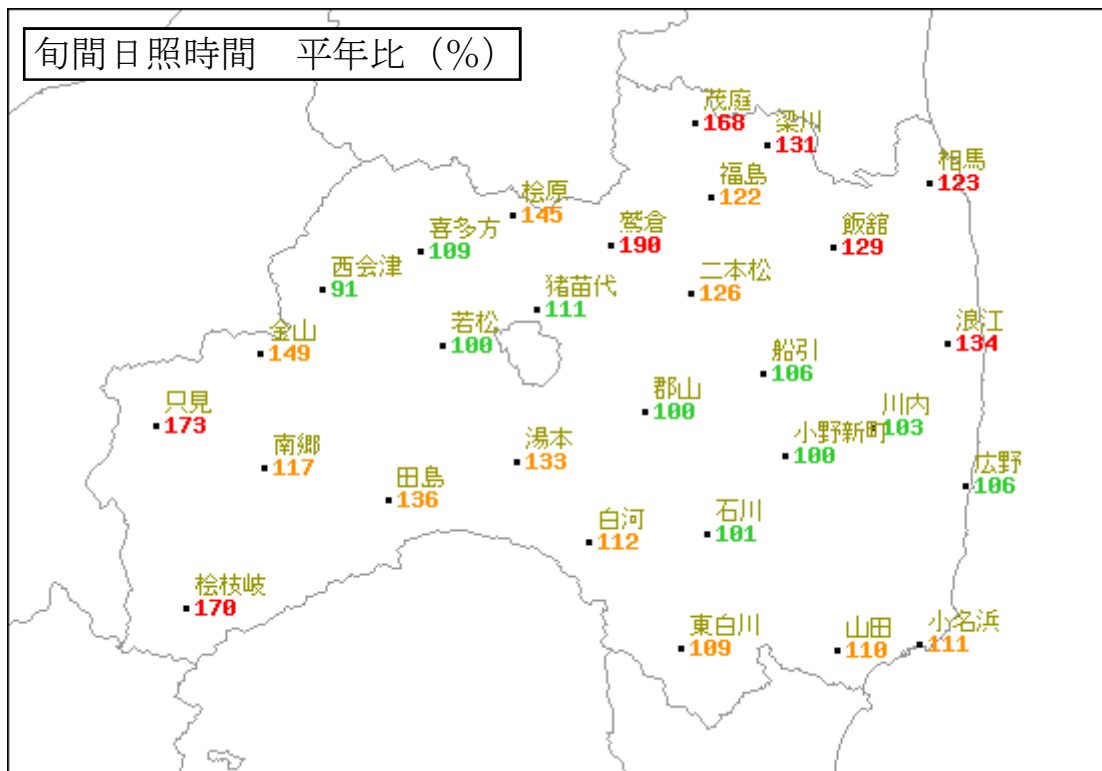 旬間日照時間　平年比（％）
茂庭
168
梁川
131
相馬
123
福島
122
桧原
145
鷲倉
190
飯舘
129
喜多方
109
西会津
91
猪苗代
111
二本松
126
金山
149
若松
100
浪江
134
船引
106
只見
173
郡山
100
川内
103
南郷
117
湯本
133
小野新町
100
田島
136
広野
106
白河
112
石川
101
桧枝岐
170
東白川
109
山田
110
小名浜
111